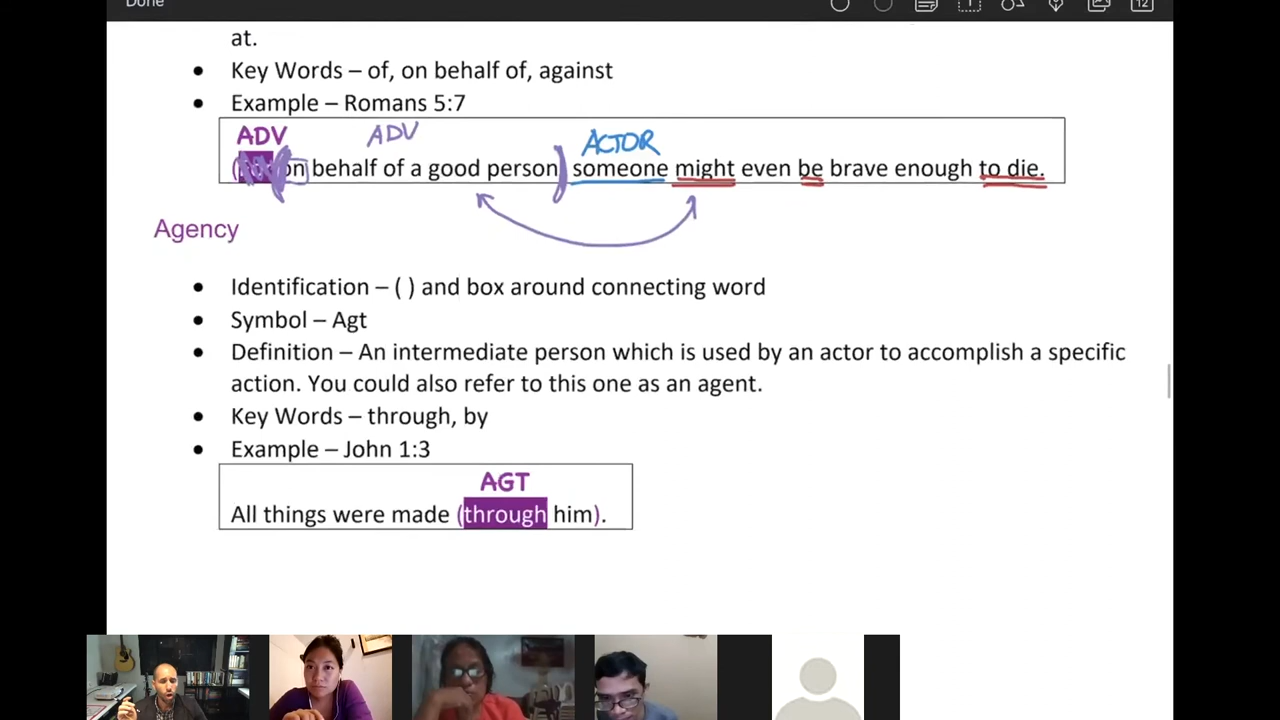 Done
12
at.
• Key Words – of, on behalf of, against
• Example – Romans 5:7
ADV ADV ACTOR
on behalf of a good person) someone might even be brave enough to die.
Agency
• Identification – ( ) and box around connecting word
• Symbol – Agt
• Definition – An intermediate person which is used by an actor to accomplish a specific
action. You could also refer to this one as an agent.
• Key Words – through, by
• Example – John 1:3
AGT
All things were made (through him).